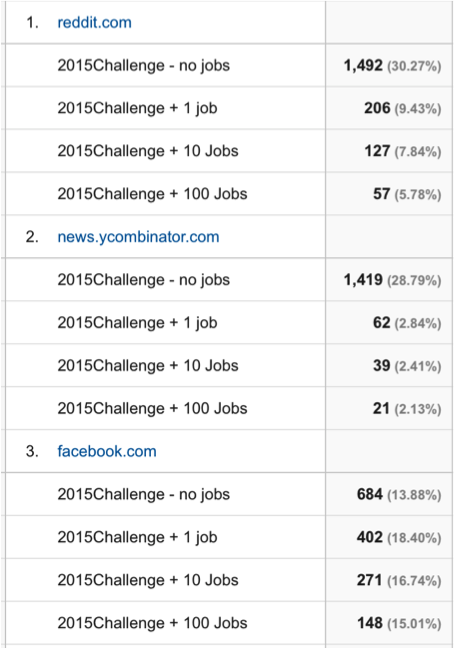 1. reddit.com
2015Challenge - no jobs 1,492 (30.27%)
2015Challenge + 1 job 206 (9.43%)
2015Challenge + 10 Jobs 127 (7.84%)
2015Challenge + 100 Jobs 57 (5.78%)
2. news.ycombinator.com
2015Challenge - no jobs 1,419 (28.79%)
2015Challenge + 1 job 62 (2.84%)
2015Challenge + 10 Jobs 39 (2.41%)
2015Challenge + 100 Jobs 21 (2.13%)
3. facebook.com
2015Challenge - no jobs 684 (13.88%)
2015Challenge + 1 job 402 (18.40%)
2015Challenge + 10 Jobs 271 (16.74%)
2015Challenge + 100 Jobs 148 (15.01%)